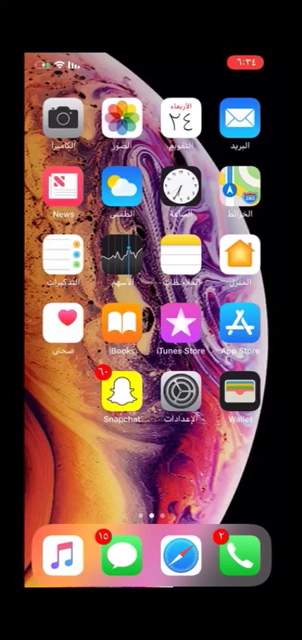 ٦:٣٤
الأربعاء
٢٤
البريد التقويم الصور الكاميرا
الخرائط الساعة الطقس News
المنزل الملاحظات الأسهم التذكيرات
App Store iTunes Store iBooks صحتي
٦٠
Wallet الإعدادات Snapchat
٢ ١٥